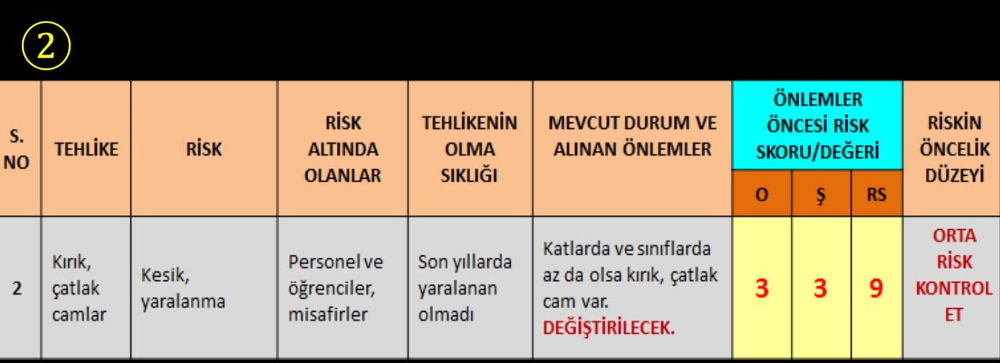 ②
S.
NO
TEHLİKE
RİSK
RİSK
ALTINDA
OLANLAR
TEHLİKENİN
OLMA
SIKLIĞI
MEVCUT DURUM VE
ALINAN ÖNLEMLER
ÖNLEMLER
ÖNCESİ RİSK
SKORU/DEĞERİ
O
Ş
RS
RİSKİN
ÖNCELİK
DÜZEYİ
2
Kırık,
çatlak
camlar
Kesik,
yaralanma
Personel ve
öğrenciler,
misafirler
Son yıllarda
yaralanan
olmadı
Katlarda ve sınıflarda
az da olsa kırık, çatlak
cam var.
DEĞİŞTİRİLECEK.
3
3
9
ORTA
RİSK
KONTROL
ET